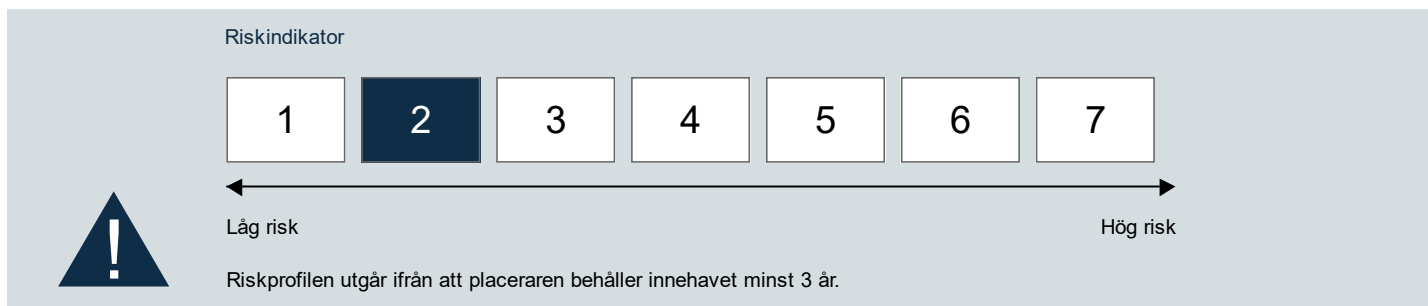 Riskindikator
1 2 3 4 5 6 7
Låg risk Hög risk
!
Riskprofilen utgår ifrån att placeraren behåller innehavet minst 3 år.